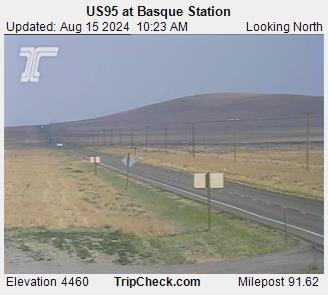 US95 at Basque Station
Updated: Aug 15 2024 10:23 AM Looking North
Elevation 4460 TripCheck.com Milepost 91.62